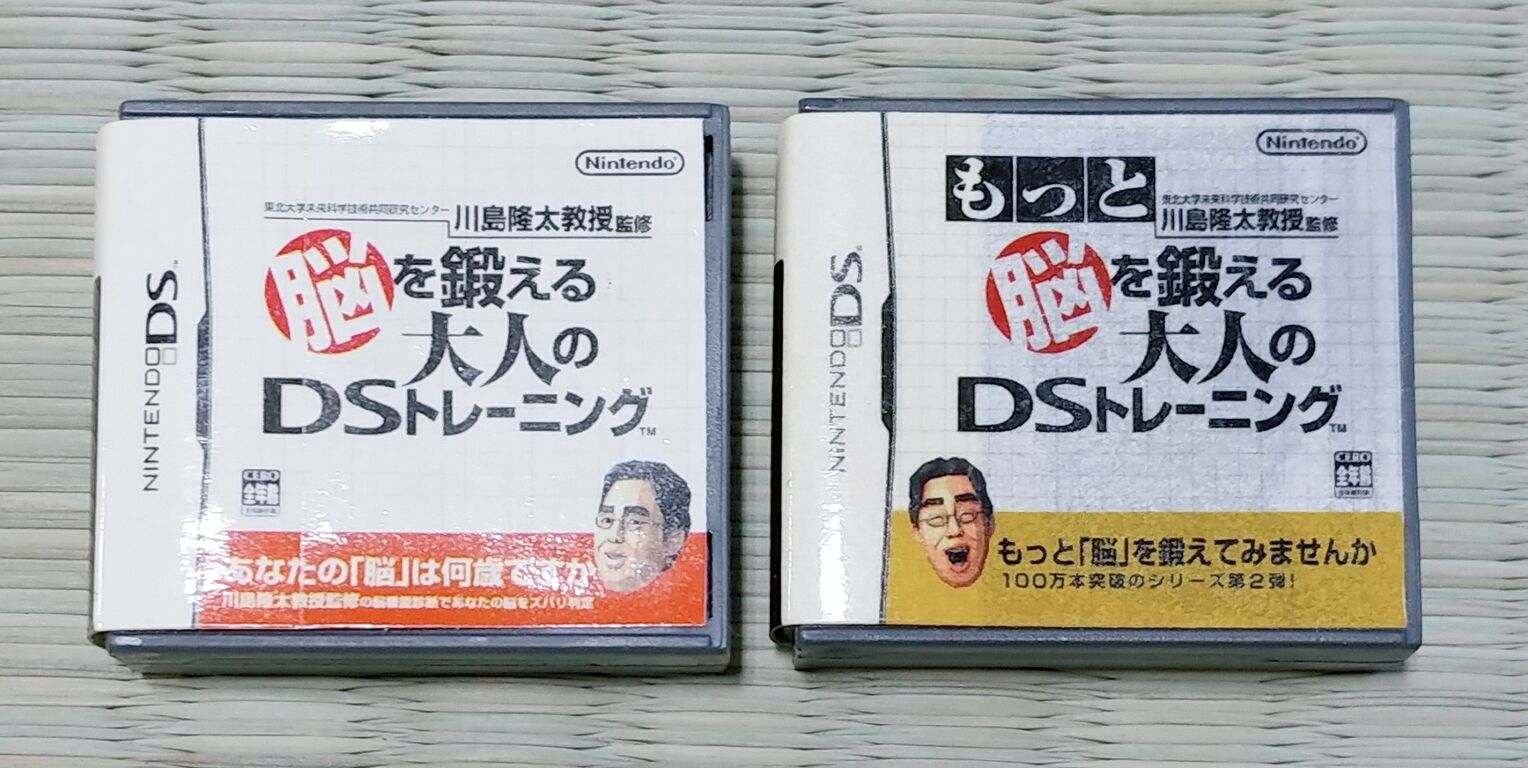 NINTENDO DS
Nintendo
東北大学未来科学技術共同研究センター
川島隆太教授監修
脳を鍛える
大人の
DSトレーニング™
CERO
全年齢
あなたの「脳」は何歳ですか
川島隆太教授監修の脳年齢診断であなたの脳をズバリ判定
NINTENDO DS
Nintendo
もっと
東北大学未来科学技術共同研究センター
川島隆太教授監修
脳を鍛える
大人の
DSトレーニング™
CERO
全年齢
もっと「脳」を鍛えてみませんか
100万本突破のシリーズ第2弾!